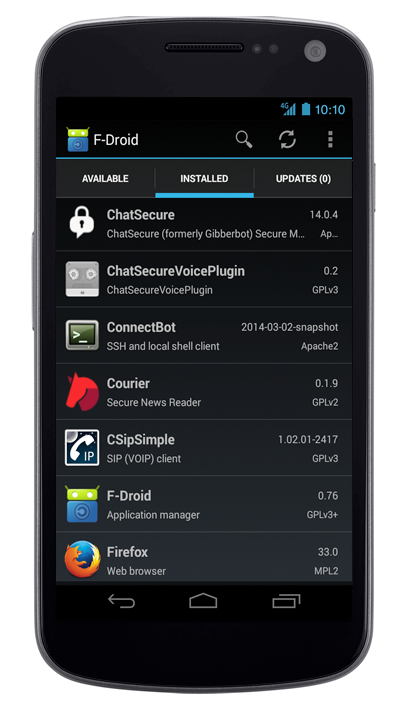 4G 10:10
F-Droid
AVAILABLE INSTALLED UPDATES (0)
ChatSecure 14.0.4
ChatSecure (formerly Gibberbot) Secure M... Ap...
ChatSecureVoicePlugin 0.2
ChatSecureVoicePlugin GPLv3
>_
ConnectBot 2014-03-02-snapshot
SSH and local shell client Apache2
Courier 0.1.9
Secure News Reader GPLv2
IP
CSipSimple 1.02.01-2417
SIP (VOIP) client GPLv3
F-Droid 0.76
Application manager GPLv3+
Firefox 33.0
Web browser MPL2